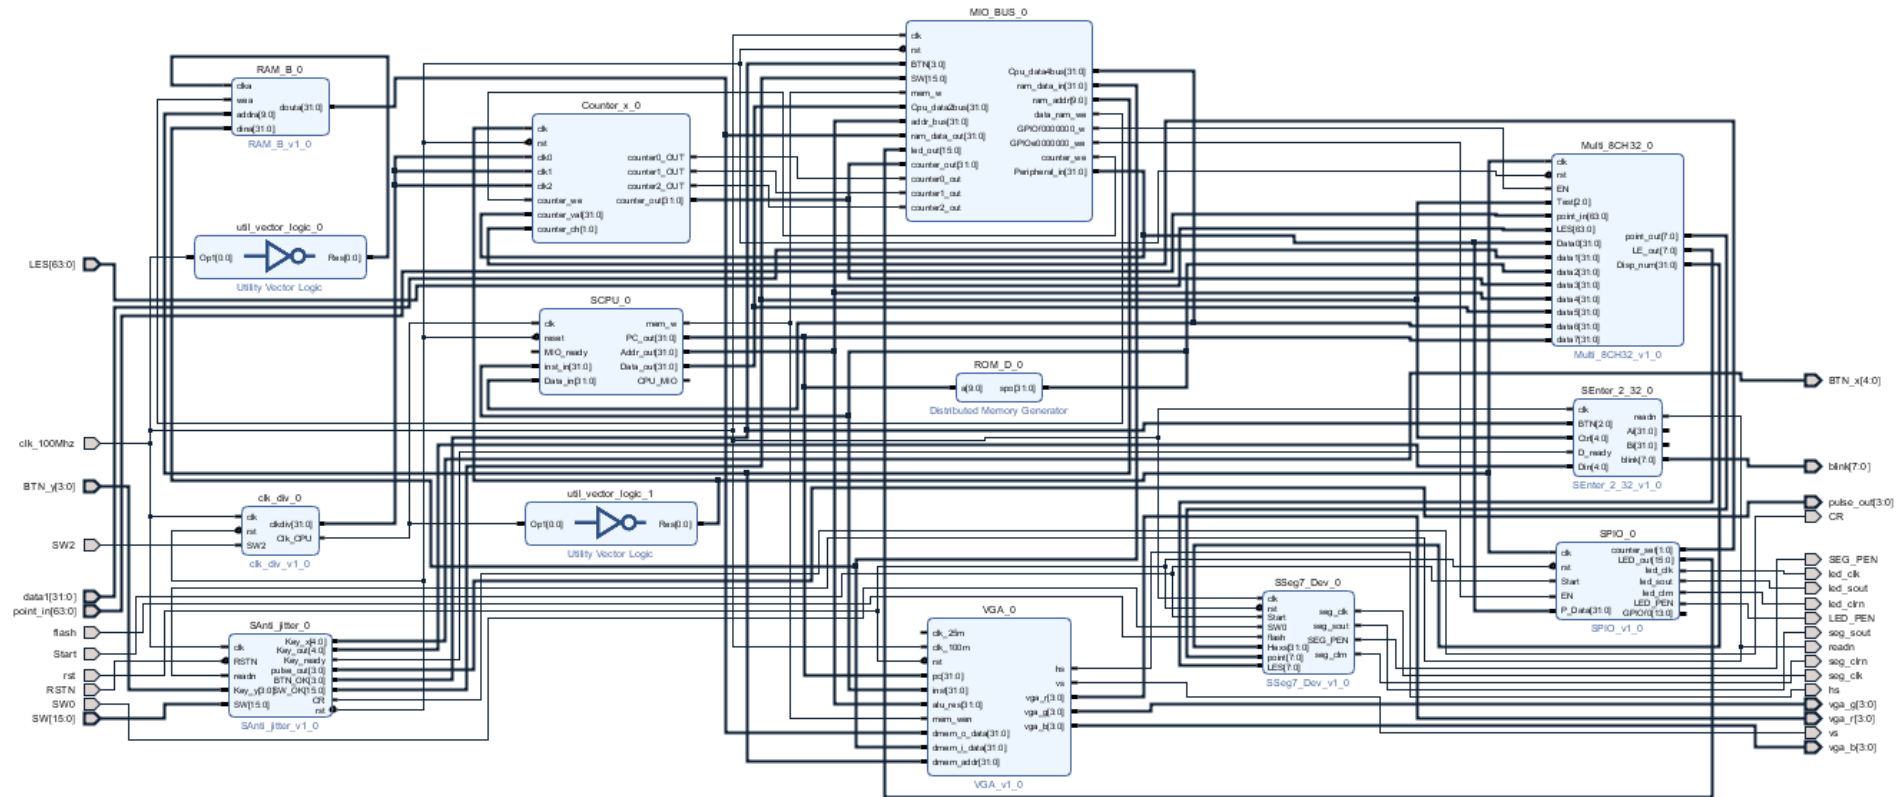 MIO_BUS_0
clk
rst
BTN[3:0]
SW[15:0]
mem_w
Cpu_data2bus[31:0]
addr_bus[31:0]
ram_data_out[31:0]
led_out[15:0]
counter_out[31:0]
counter0_out
counter1_out
counter2_out
Cpu_data4bus[31:0]
ram_data_in[31:0]
ram_addr[9:0]
data_ram_we
GPIOf0000000_w
GPIOe0000000_we
counter_we
Peripheral_in[31:0]
RAM_B_0
clka
wea
addra[9:0]
dina[31:0]
douta[31:0]
RAM_B_v1_0
Counter_x_0
clk
rst
clk0
clk1
clk2
counter_we
counter_val[31:0]
counter_ch[1:0]
counter0_OUT
counter1_OUT
counter2_OUT
counter_out[31:0]
Multi_8CH32_0
clk
rst
EN
Test[2:0]
point_in[63:0]
LES[63:0]
Data0[31:0]
data1[31:0]
data2[31:0]
data3[31:0]
data4[31:0]
data5[31:0]
data6[31:0]
data7[31:0]
point_out[7:0]
LE_out[7:0]
Disp_num[31:0]
Multi_8CH32_v1_0
util_vector_logic_0
Op1[0:0]
Res[0:0]
Utility Vector Logic
LES[63:0]
SCPU_0
clk
reset
MIO_ready
inst_in[31:0]
Data_in[31:0]
mem_w
PC_out[31:0]
Addr_out[31:0]
Data_out[31:0]
CPU_MIO
ROM_D_0
a[9:0]
spo[31:0]
Distributed Memory Generator
SEnter_2_32_0
clk
BTN[2:0]
Ctrl[4:0]
D_ready
Din[4:0]
readn
Ai[31:0]
Bi[31:0]
blink[7:0]
SEnter_2_32_v1_0
clk_100Mhz
BTN_y[3:0]
SW2
data1[31:0]
point_in[63:0]
flash
Start
rst
RSTN
SW0
SW[15:0]
clk_div_0
clk
rst
SW2
clkdiv[31:0]
Clk_CPU
clk_div_v1_0
util_vector_logic_1
Op1[0:0]
Res[0:0]
Utility Vector Logic
SAnti_jitter_0
clk
RSTN
readn
Key_y[3:0]
SW[15:0]
Key_x[4:0]
Key_out[4:0]
Key_ready
pulse_out[3:0]
BTN_OK[3:0]
SW_OK[15:0]
CR
rst
SAnti_jitter_v1_0
VGA_0
clk_25m
clk_100m
rst
pc[31:0]
inst[31:0]
alu_res[31:0]
mem_wen
dmem_o_data[31:0]
dmem_i_data[31:0]
dmem_addr[31:0]
hs
vs
vga_r[3:0]
vga_g[3:0]
vga_b[3:0]
VGA_v1_0
SSeg7_Dev_0
clk
rst
Start
SW0
flash
Hexs[31:0]
point[7:0]
LES[7:0]
seg_clk
seg_sout
SEG_PEN
seg_clrn
SSeg7_Dev_v1_0
SPIO_0
clk
rst
Start
EN
P_Data[31:0]
counter_set[1:0]
LED_out[15:0]
led_clk
led_sout
led_clrn
LED_PEN
GPIOf0[13:0]
SPIO_v1_0
BTN_x[4:0]
blink[7:0]
pulse_out[3:0]
CR
SEG_PEN
led_clk
led_sout
led_clrn
LED_PEN
seg_sout
readn
seg_clrn
seg_clk
hs
vga_g[3:0]
vga_r[3:0]
vs
vga_b[3:0]